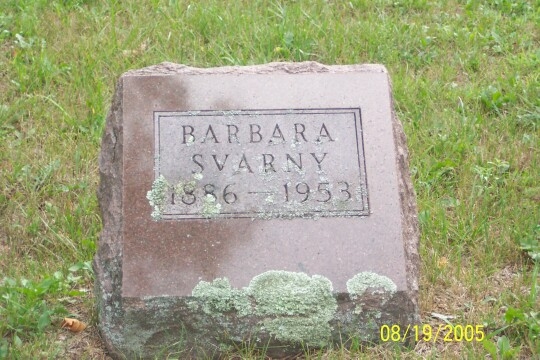 BARBARA
SVARNY
1886 — 1953
08/19/2005